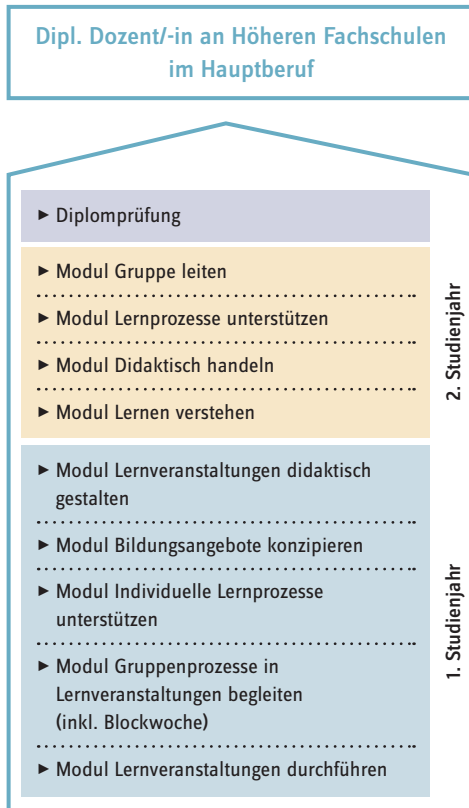 Dipl. Dozent/-in an Höheren Fachschulen
im Hauptberuf
► Diplomprüfung
► Modul Gruppe leiten
► Modul Lernprozesse unterstützen
► Modul Didaktisch handeln
► Modul Lernen verstehen
2. Studienjahr
► Modul Lernveranstaltungen didaktisch
gestalten
► Modul Bildungsangebote konzipieren
► Modul Individuelle Lernprozesse
unterstützen
► Modul Gruppenprozesse in
Lernveranstaltungen begleiten
(inkl. Blockwoche)
► Modul Lernveranstaltungen durchführen
1. Studienjahr